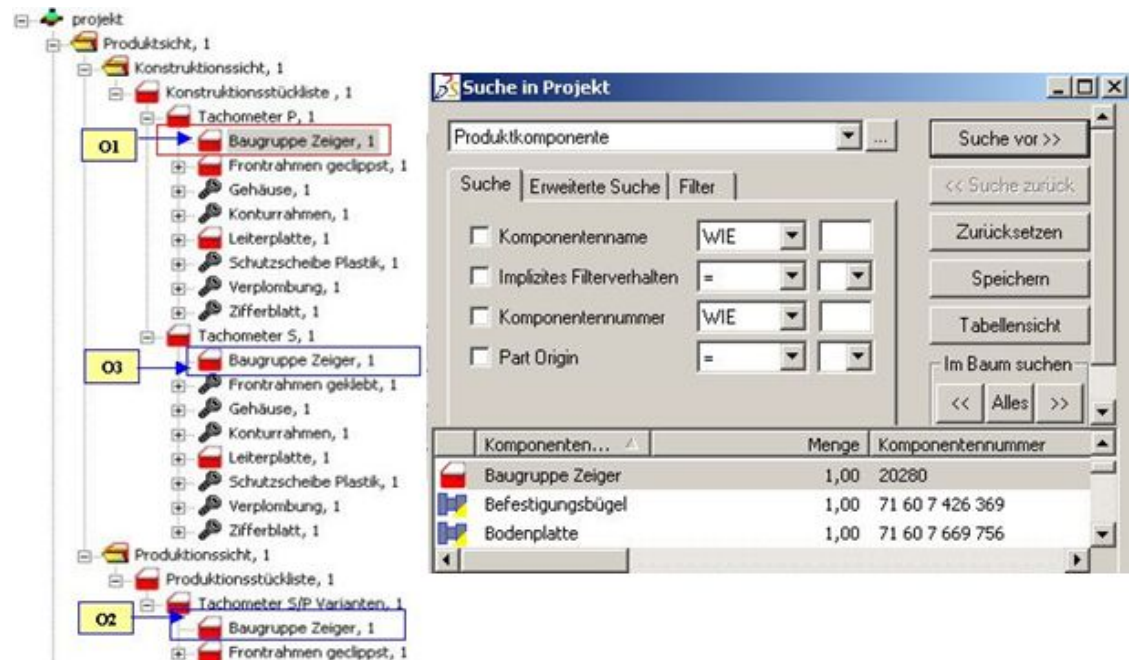 projekt
Produktsicht, 1
Konstruktionssicht, 1
Konstruktionsstückliste , 1
Tachometer P, 1
O1
Baugruppe Zeiger, 1
Frontrahmen geclippst, 1
Gehäuse, 1
Konturrahmen, 1
Leiterplatte, 1
Schutzscheibe Plastik, 1
Verplombung, 1
Zifferblatt, 1
Tachometer S, 1
O3
Baugruppe Zeiger, 1
Frontrahmen geklebt, 1
Gehäuse, 1
Konturrahmen, 1
Leiterplatte, 1
Schutzscheibe Plastik, 1
Verplombung, 1
Zifferblatt, 1
Produktionssicht, 1
Produktionsstückliste, 1
Tachometer S/P Varianten, 1
O2
Baugruppe Zeiger, 1
Frontrahmen geclippst, 1
Suche in Projekt
Produktkomponente ...
Suche vor >>
Suche Erweiterte Suche Filter
<< Suche zurück
Komponentenname WIE
Zurücksetzen
Implizites Filterverhalten =
Speichern
Komponentennummer WIE
Tabellensicht
Part Origin =
Im Baum suchen
<< Alles >>
Komponenten... Menge Komponentennummer
Baugruppe Zeiger 1,00 20280
Befestigungsbügel 1,00 71 60 7 426 369
Bodenplatte 1,00 71 60 7 669 756